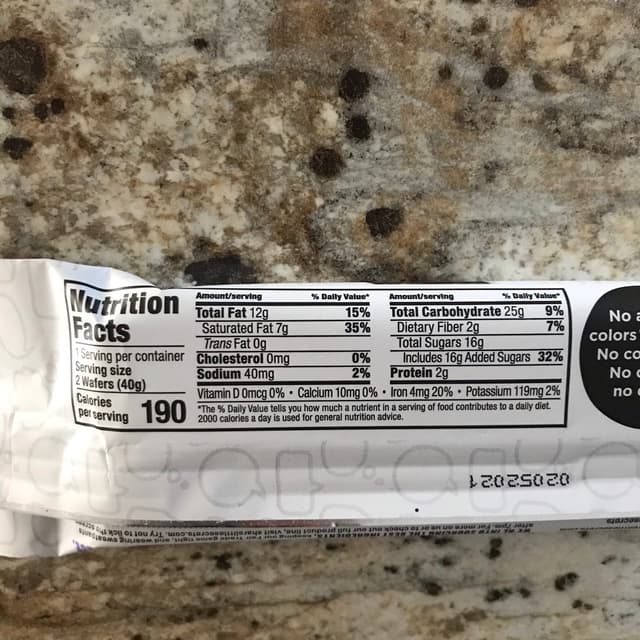 Nutrition
Facts
1 Serving per container
Serving size
2 Wafers (40g)
Calories
per serving 190
Amount/serving % Daily Value*
Total Fat 12g 15%
Saturated Fat 7g 35%
Trans Fat 0g
Cholesterol 0mg 0%
Sodium 40mg 2%
Amount/serving % Daily Value*
Total Carbohydrate 25g 9%
Dietary Fiber 2g 7%
Total Sugars 16g
Includes 16g Added Sugars 32%
Protein 2g
Vitamin D 0mcg 0% • Calcium 10mg 0% • Iron 4mg 20% • Potassium 119mg 2%
*The % Daily Value tells you how much a nutrient in a serving of food contributes to a daily diet.
2000 calories a day is used for general nutrition advice.
No
colors
No
No
no
02052021